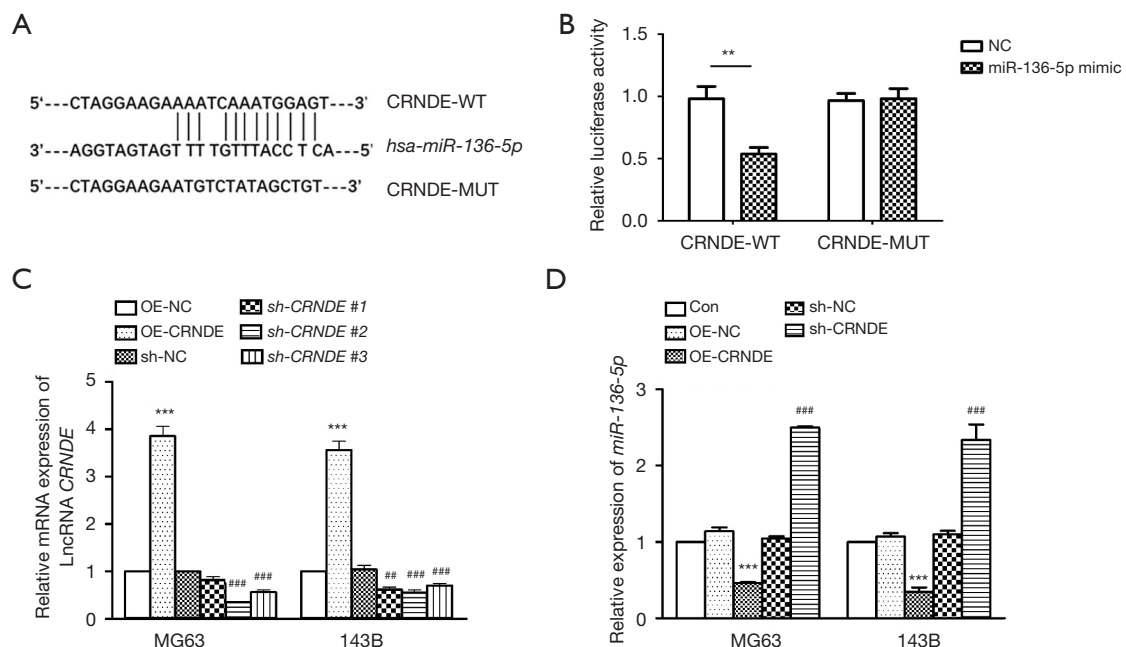 A
5'---CTAGGAAGAAAATCAAATGGAGT---3' CRNDE-WT
3'---AGGTAGTAGT TT TGTTTACC T CA---5' hsa-miR-136-5p
5'---CTAGGAAGAATGTCTATAGCTGT---3' CRNDE-MUT
B
Relative luciferase activity
1.5
1.0
0.5
0.0
**
NC
miR-136-5p mimic
CRNDE-WT CRNDE-MUT
C
OE-NC sh-CRNDE #1
OE-CRNDE sh-CRNDE #2
sh-NC sh-CRNDE #3
Relative mRNA expression of
LncRNA CRNDE
5
4
3
2
1
0
*** ***
### ### ## ### ###
MG63 143B
D
Con sh-NC
OE-NC sh-CRNDE
OE-CRNDE
Relative expression of miR-136-5p
3
2
1
0
### ###
*** ***
MG63 143B